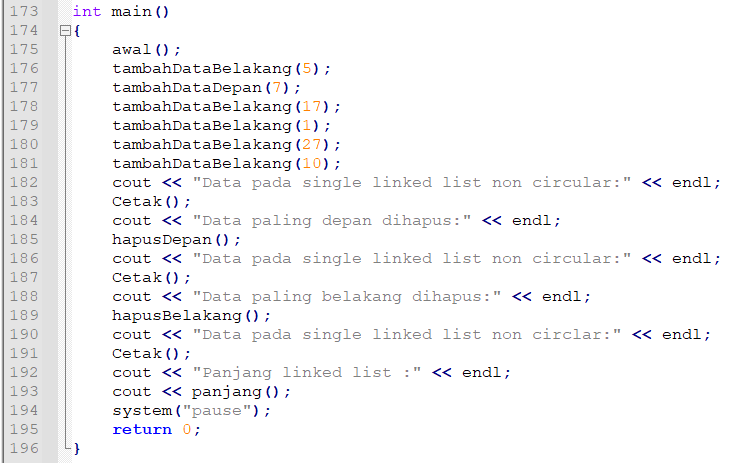 173 int main()
174 {
175 awal();
176 tambahDataBelakang(5);
177 tambahDataDepan(7);
178 tambahDataBelakang(17);
179 tambahDataBelakang(1);
180 tambahDataBelakang(27);
181 tambahDataBelakang(10);
182 cout << "Data pada single linked list non circular:" << endl;
183 Cetak();
184 cout << "Data paling depan dihapus:" << endl;
185 hapusDepan();
186 cout << "Data pada single linked list non circular:" << endl;
187 Cetak();
188 cout << "Data paling belakang dihapus:" << endl;
189 hapusBelakang();
190 cout << "Data pada single linked list non circlar:" << endl;
191 Cetak();
192 cout << "Panjang linked list :" << endl;
193 cout << panjang();
194 system("pause");
195 return 0;
196 }